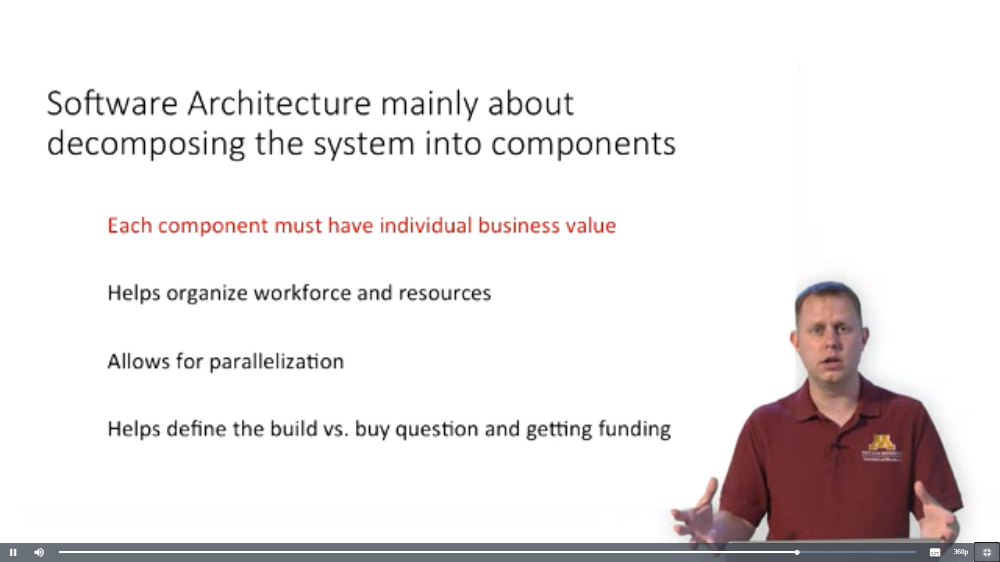 Software Architecture mainly about
decomposing the system into components
Each component must have individual business value
Helps organize workforce and resources
Allows for parallelization
Helps define the build vs. buy question and getting funding
M
360p